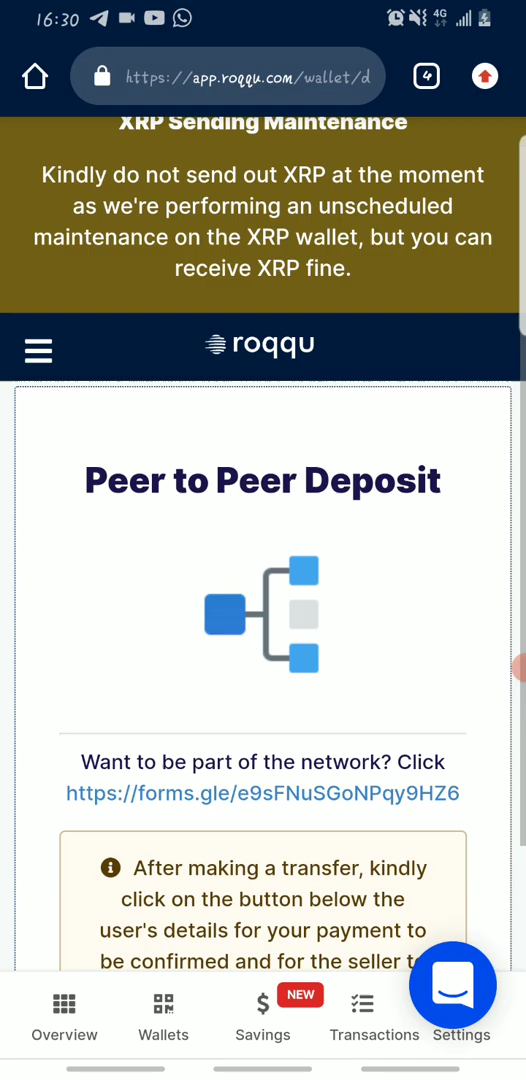 16:30
4G
https://app.roqqu.com/wallet/d
4
XRP Sending Maintenance
Kindly do not send out XRP at the moment
as we're performing an unscheduled
maintenance on the XRP wallet, but you can
receive XRP fine.
roqqu
Peer to Peer Deposit
Want to be part of the network? Click
https://forms.gle/e9sFNuSGoNPqy9HZ6
After making a transfer, kindly
click on the button below the
user's details for your payment to
be confirmed and for the seller
NEW
Overview Wallets Savings Transactions Settings